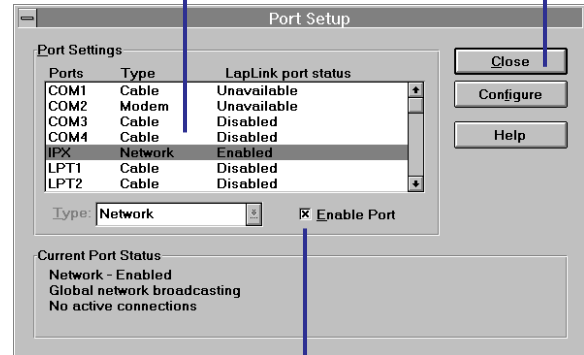 Port Setup
Port Settings
Ports Type LapLink port status
COM1 Cable Unavailable
COM2 Modem Unavailable
COM3 Cable Disabled
COM4 Cable Disabled
IPX Network Enabled
LPT1 Cable Disabled
LPT2 Cable Disabled
Type: Network
Enable Port
Close
Configure
Help
Current Port Status
Network - Enabled
Global network broadcasting
No active connections